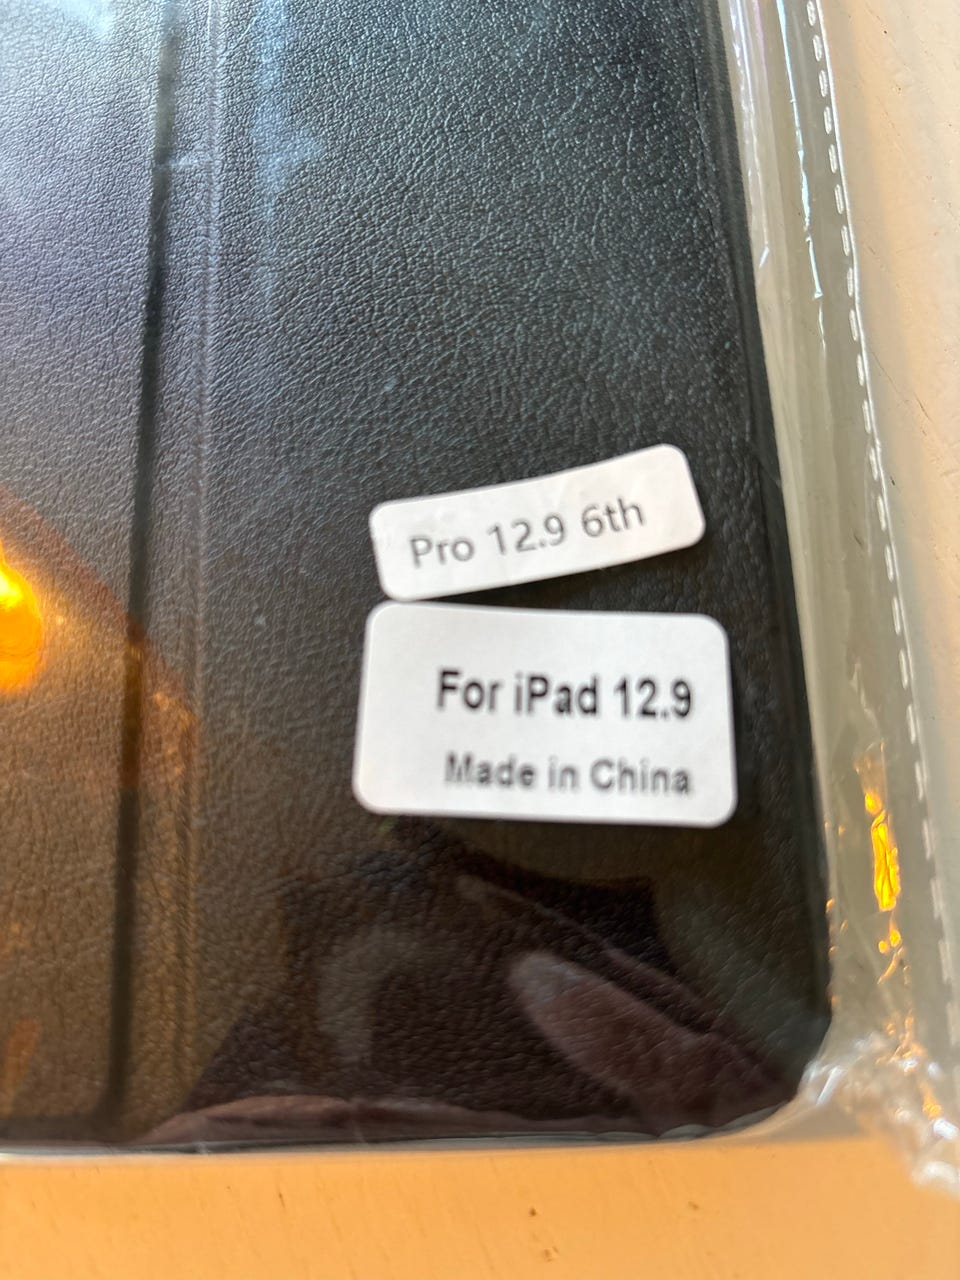 Pro 12.9 6th
For iPad 12.9
Made in China